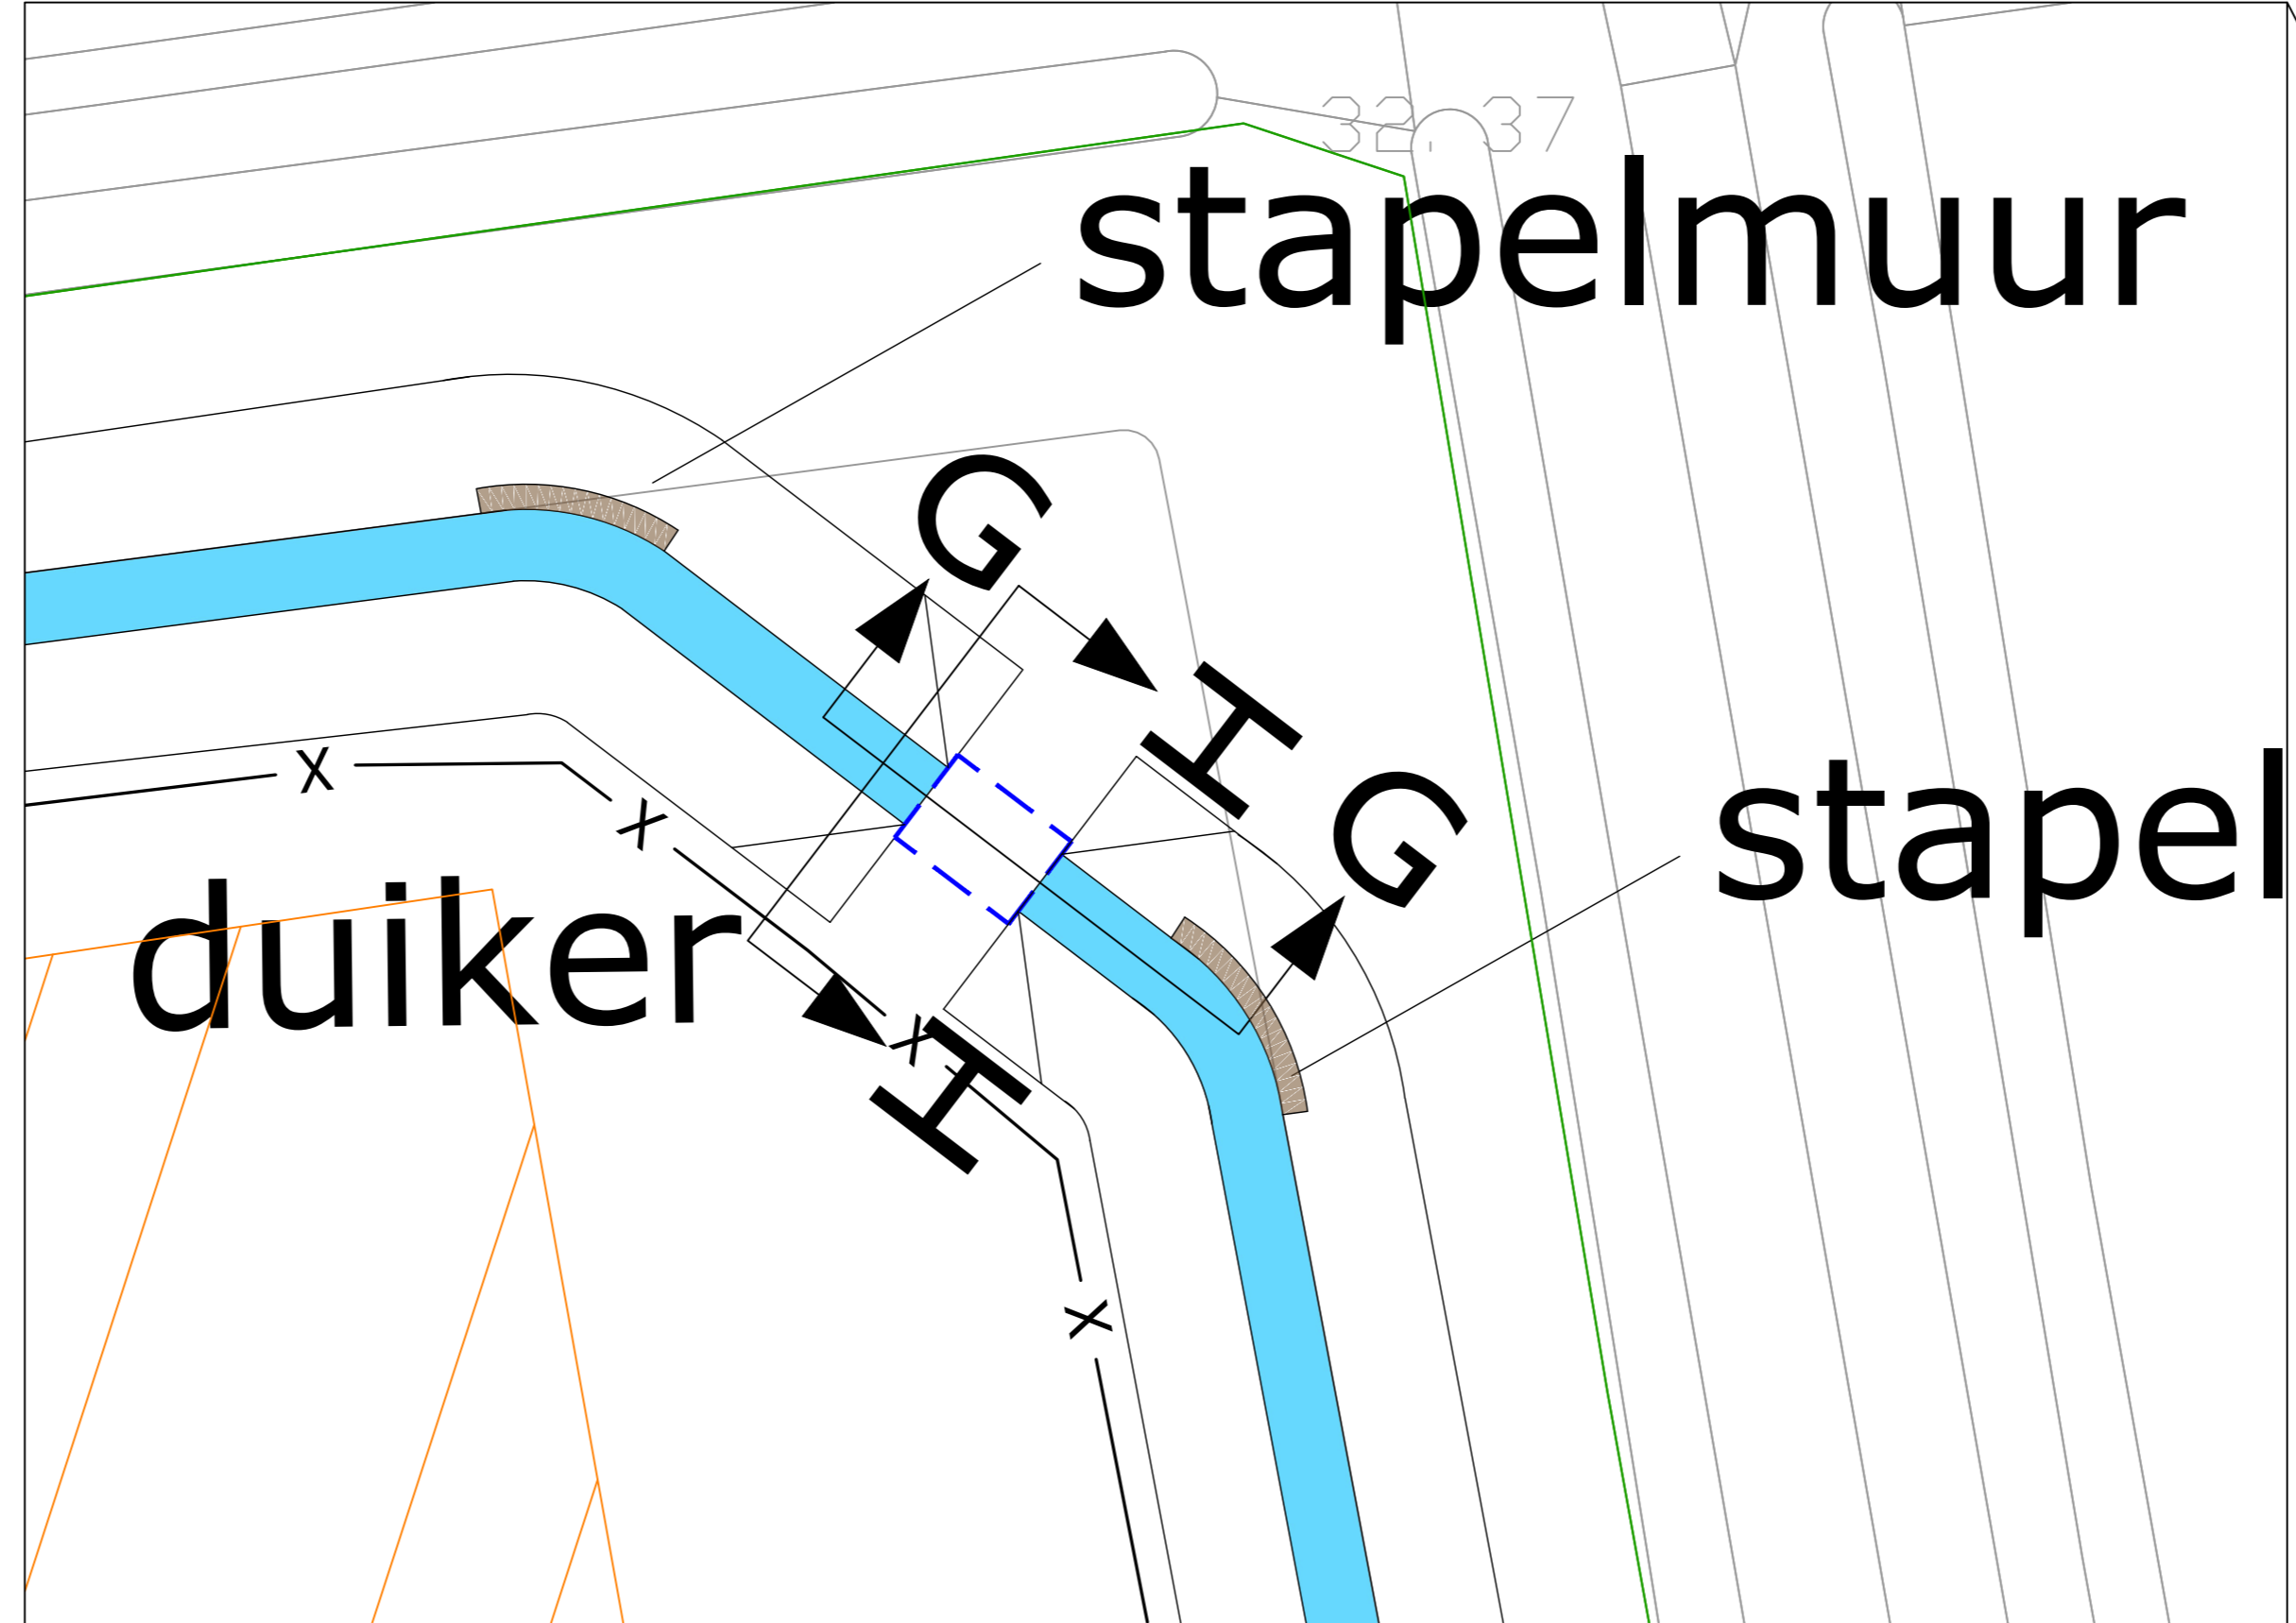 32,37
stapelmuur
G
H
G
stapel
X
X
duiker
X
H
X